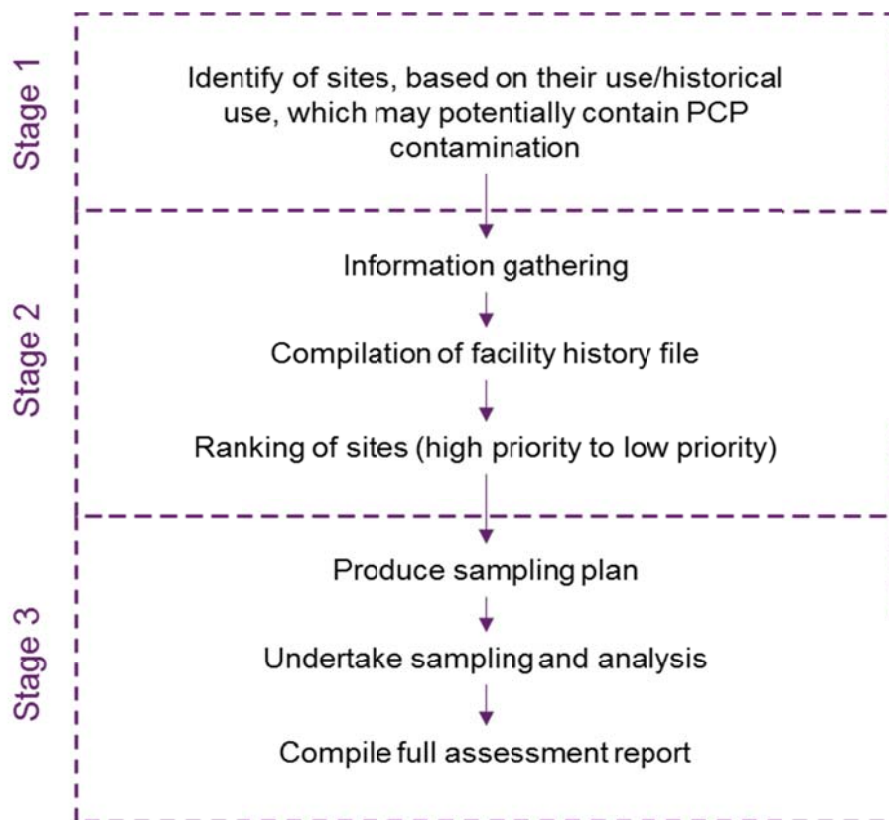 Stage 1
Identify of sites, based on their use/historical
use, which may potentially contain PCP
contamination
Stage 2
Information gathering
Compilation of facility history file
Ranking of sites (high priority to low priority)
Stage 3
Produce sampling plan
Undertake sampling and analysis
Compile full assessment report